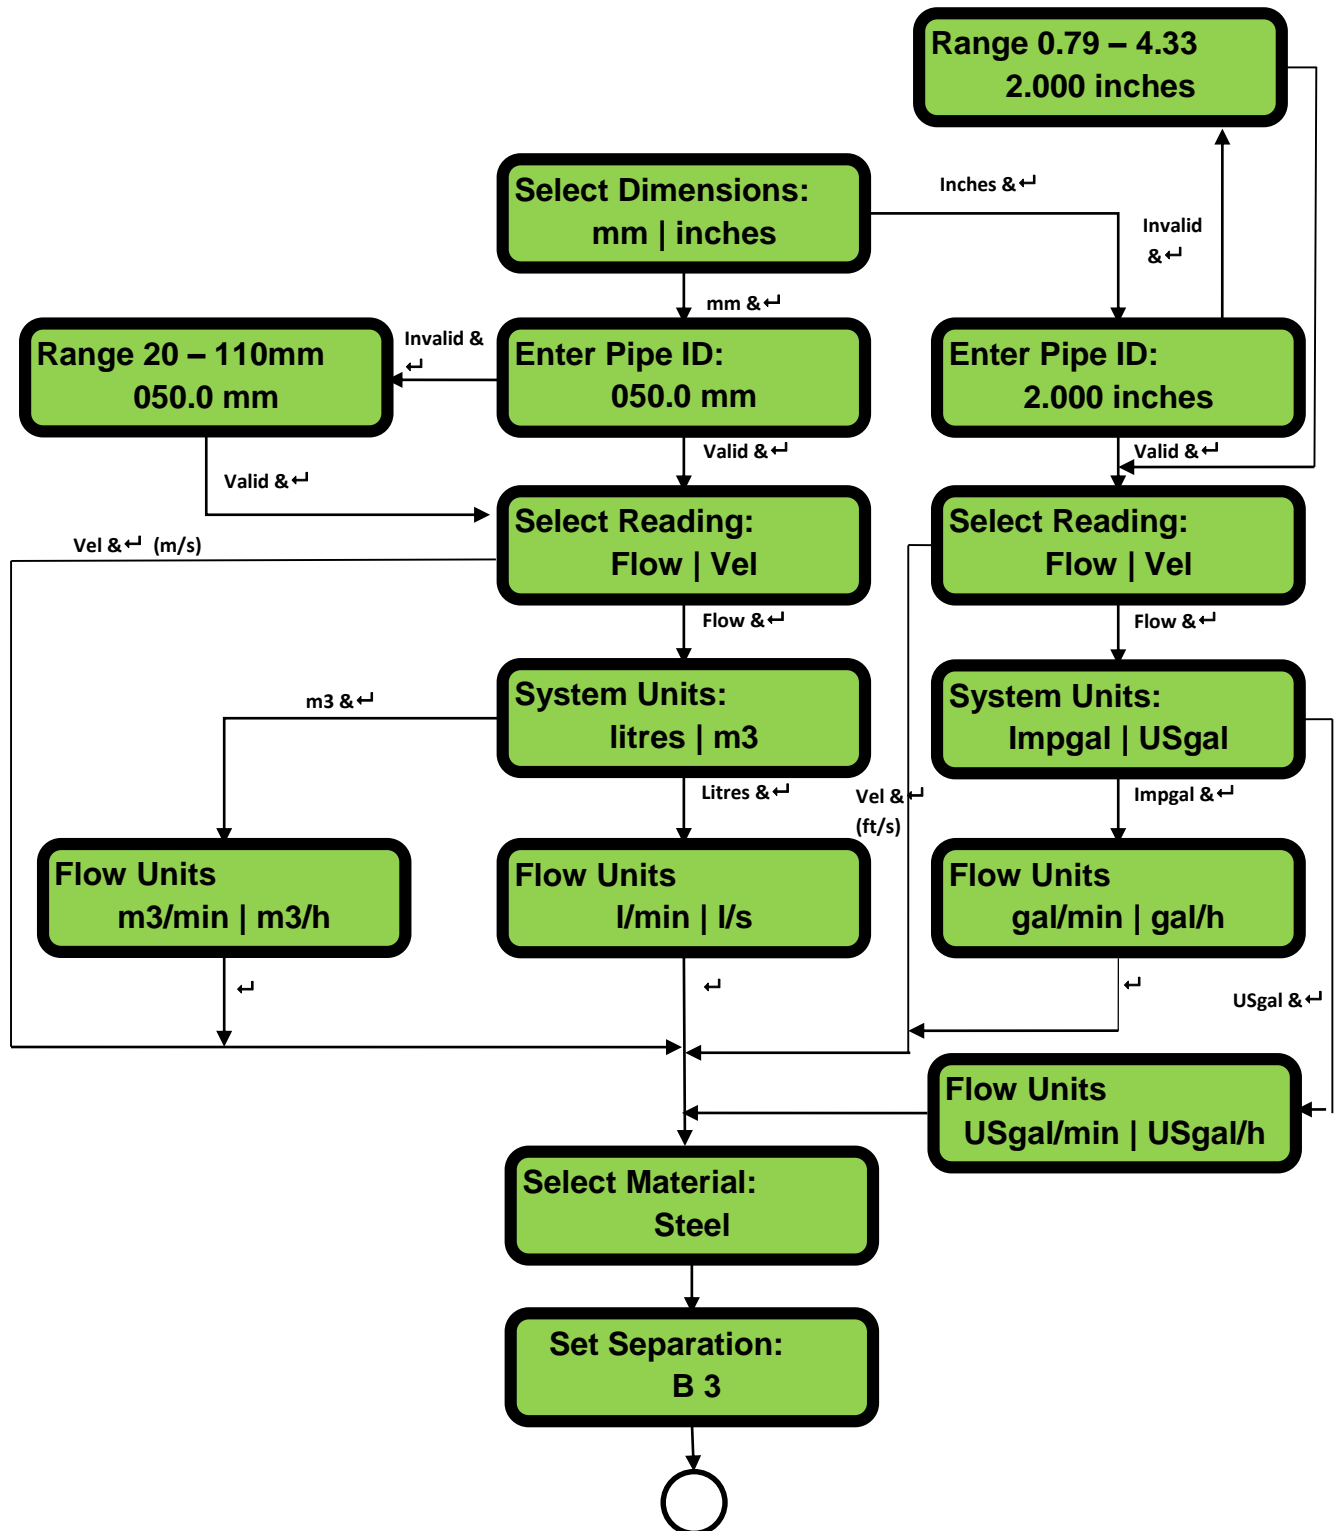 Range 0.79 – 4.33
2.000 inches
Select Dimensions:
mm | inches
Inches & ↵
Invalid
& ↵
mm & ↵
Range 20 – 110mm
050.0 mm
Invalid &
↵
Enter Pipe ID:
050.0 mm
Enter Pipe ID:
2.000 inches
Valid & ↵
Valid & ↵
Valid & ↵
Select Reading:
Flow | Vel
Select Reading:
Flow | Vel
Vel & ↵ (m/s)
Flow & ↵
Flow & ↵
m3 & ↵
System Units:
litres | m3
System Units:
Impgal | USgal
Litres & ↵
Vel & ↵
(ft/s)
Impgal & ↵
Flow Units
m3/min | m3/h
Flow Units
l/min | l/s
Flow Units
gal/min | gal/h
↵
↵
↵
USgal & ↵
Flow Units
USgal/min | USgal/h
Select Material:
Steel
Set Separation:
B 3